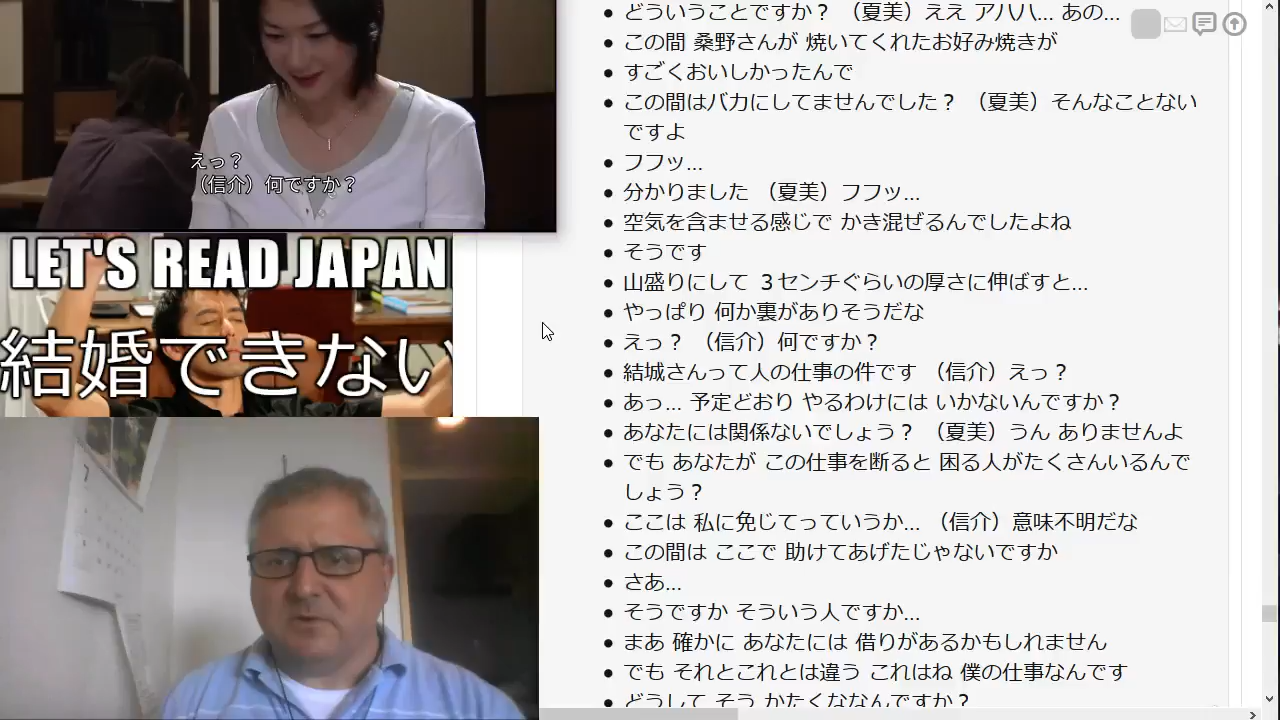 えっ？
（信介）何ですか？
LET'S READ JAPAN
結婚できない
7
どういうことですか？ （夏美）ええ アハハ… あの…
この間 桑野さんが 焼いてくれたお好み焼きが
すごくおいしかったんで
この間はバカにしてませんでした？ （夏美）そんなことない
ですよ
フフッ…
分かりました （夏美）フフッ…
空気を含ませる感じで かき混ぜるんでしたよね
そうです
山盛りにして ３センチぐらいの厚さに伸ばすと…
やっぱり 何か裏がありそうだな
えっ？ （信介）何ですか？
結城さんって人の仕事の件です （信介）えっ？
あっ… 予定どおり やるわけには いかないんですか？
あなたには関係ないでしょう？ （夏美）うん ありませんよ
でも あなたが この仕事を断ると 困る人がたくさんいるんで
しょう？
ここは 私に免じてっていうか… （信介）意味不明だな
この間は ここで 助けてあげたじゃないですか
さあ…
そうですか そういう人ですか…
まあ 確かに あなたには 借りがあるかもしれません
でも それとこれとは違う これはね 僕の仕事なんです
どうして そう かたくななんですか？